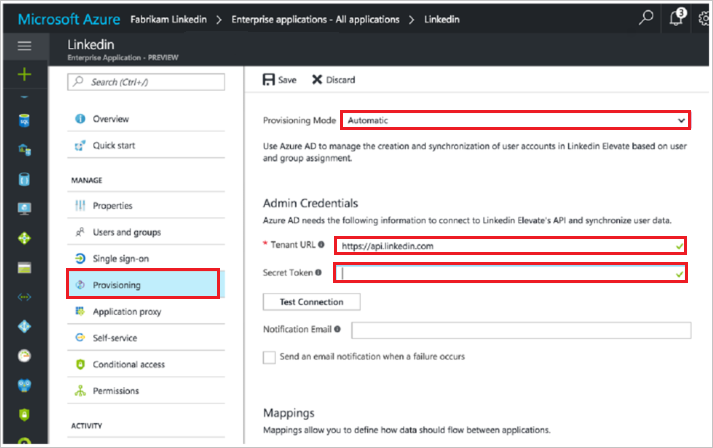 Microsoft Azure Fabrikam Linkedin > Enterprise applications - All applications > Linkedin
3
Linkedin
Enterprise Application - PREVIEW
Search (Ctrl+/)
Overview
Quick start
MANAGE
Properties
Users and groups
Single sign-on
Provisioning
Application proxy
Self-service
Conditional access
Permissions
ACTIVITY
Save Discard
Provisioning Mode Automatic
Use Azure AD to manage the creation and synchronization of user accounts in Linkedin Elevate based on user
and group assignment.
Admin Credentials
Azure AD needs the following information to connect to Linkedin Elevate's API and synchronize user data.
* Tenant URL https://api.linkedin.com
Secret Token
Test Connection
Notification Email
Send an email notification when a failure occurs
Mappings
Mappings allow you to define how data should flow between applications.